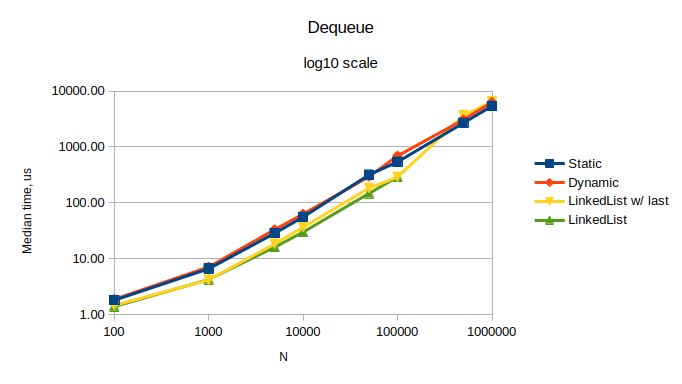 Dequeue
log10 scale
10000.00
1000.00
100.00
10.00
1.00
Median time, us
100
1000
10000
100000
1000000
N
Static
Dynamic
LinkedList w/ last
LinkedList